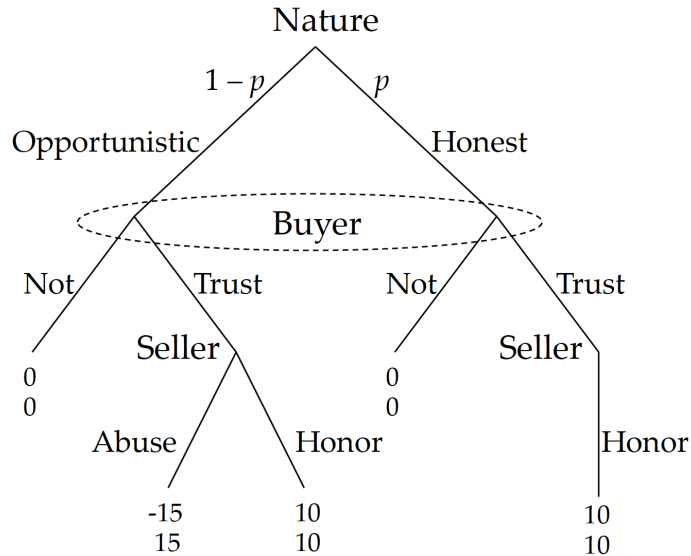 Nature
1 – p
p
Opportunistic
Honest
Buyer
Not
Trust
Not
Trust
Seller
Seller
0
0
0
0
Abuse
Honor
Honor
-15
15
10
10
10
10